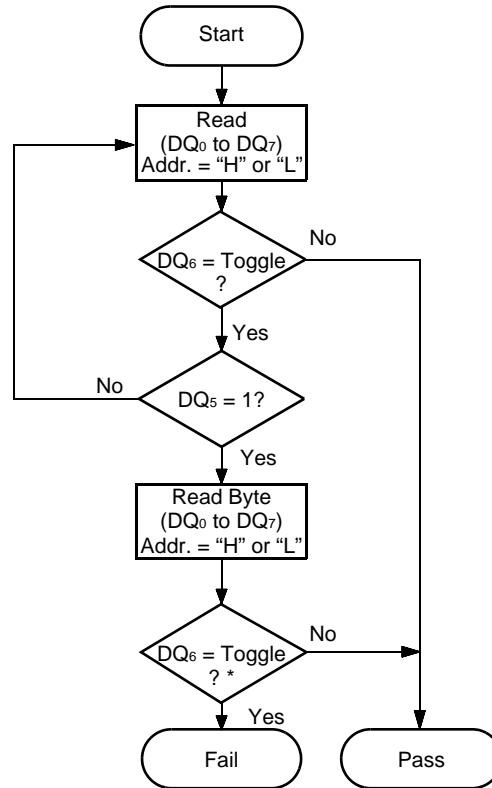 Start
Read
(DQ0 to DQ7)
Addr. = “H” or “L”
No
DQ6 = Toggle
?
Yes
No
DQ5 = 1?
Yes
Read Byte
(DQ0 to DQ7)
Addr. = “H” or “L”
No
DQ6 = Toggle
? *
Yes
Fail
Pass